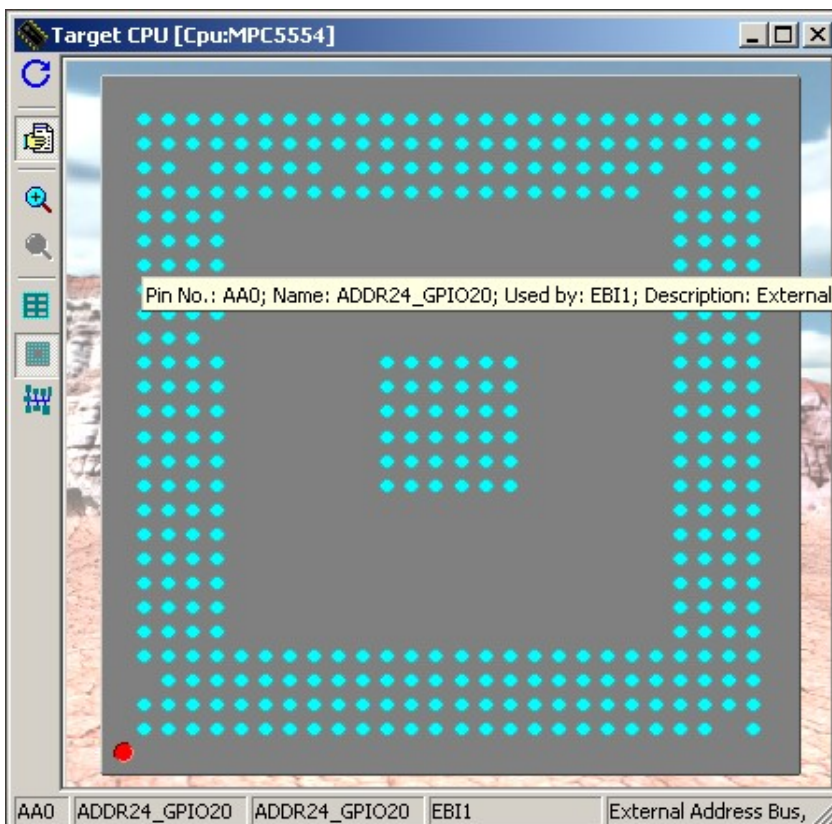 Target CPU [Cpu:MPC5554]
Pin No.: AA0; Name: ADDR24_GPIO20; Used by: EBI1; Description: External
AA0 ADDR24_GPIO20 ADDR24_GPIO20 EBI1 External Address Bus,